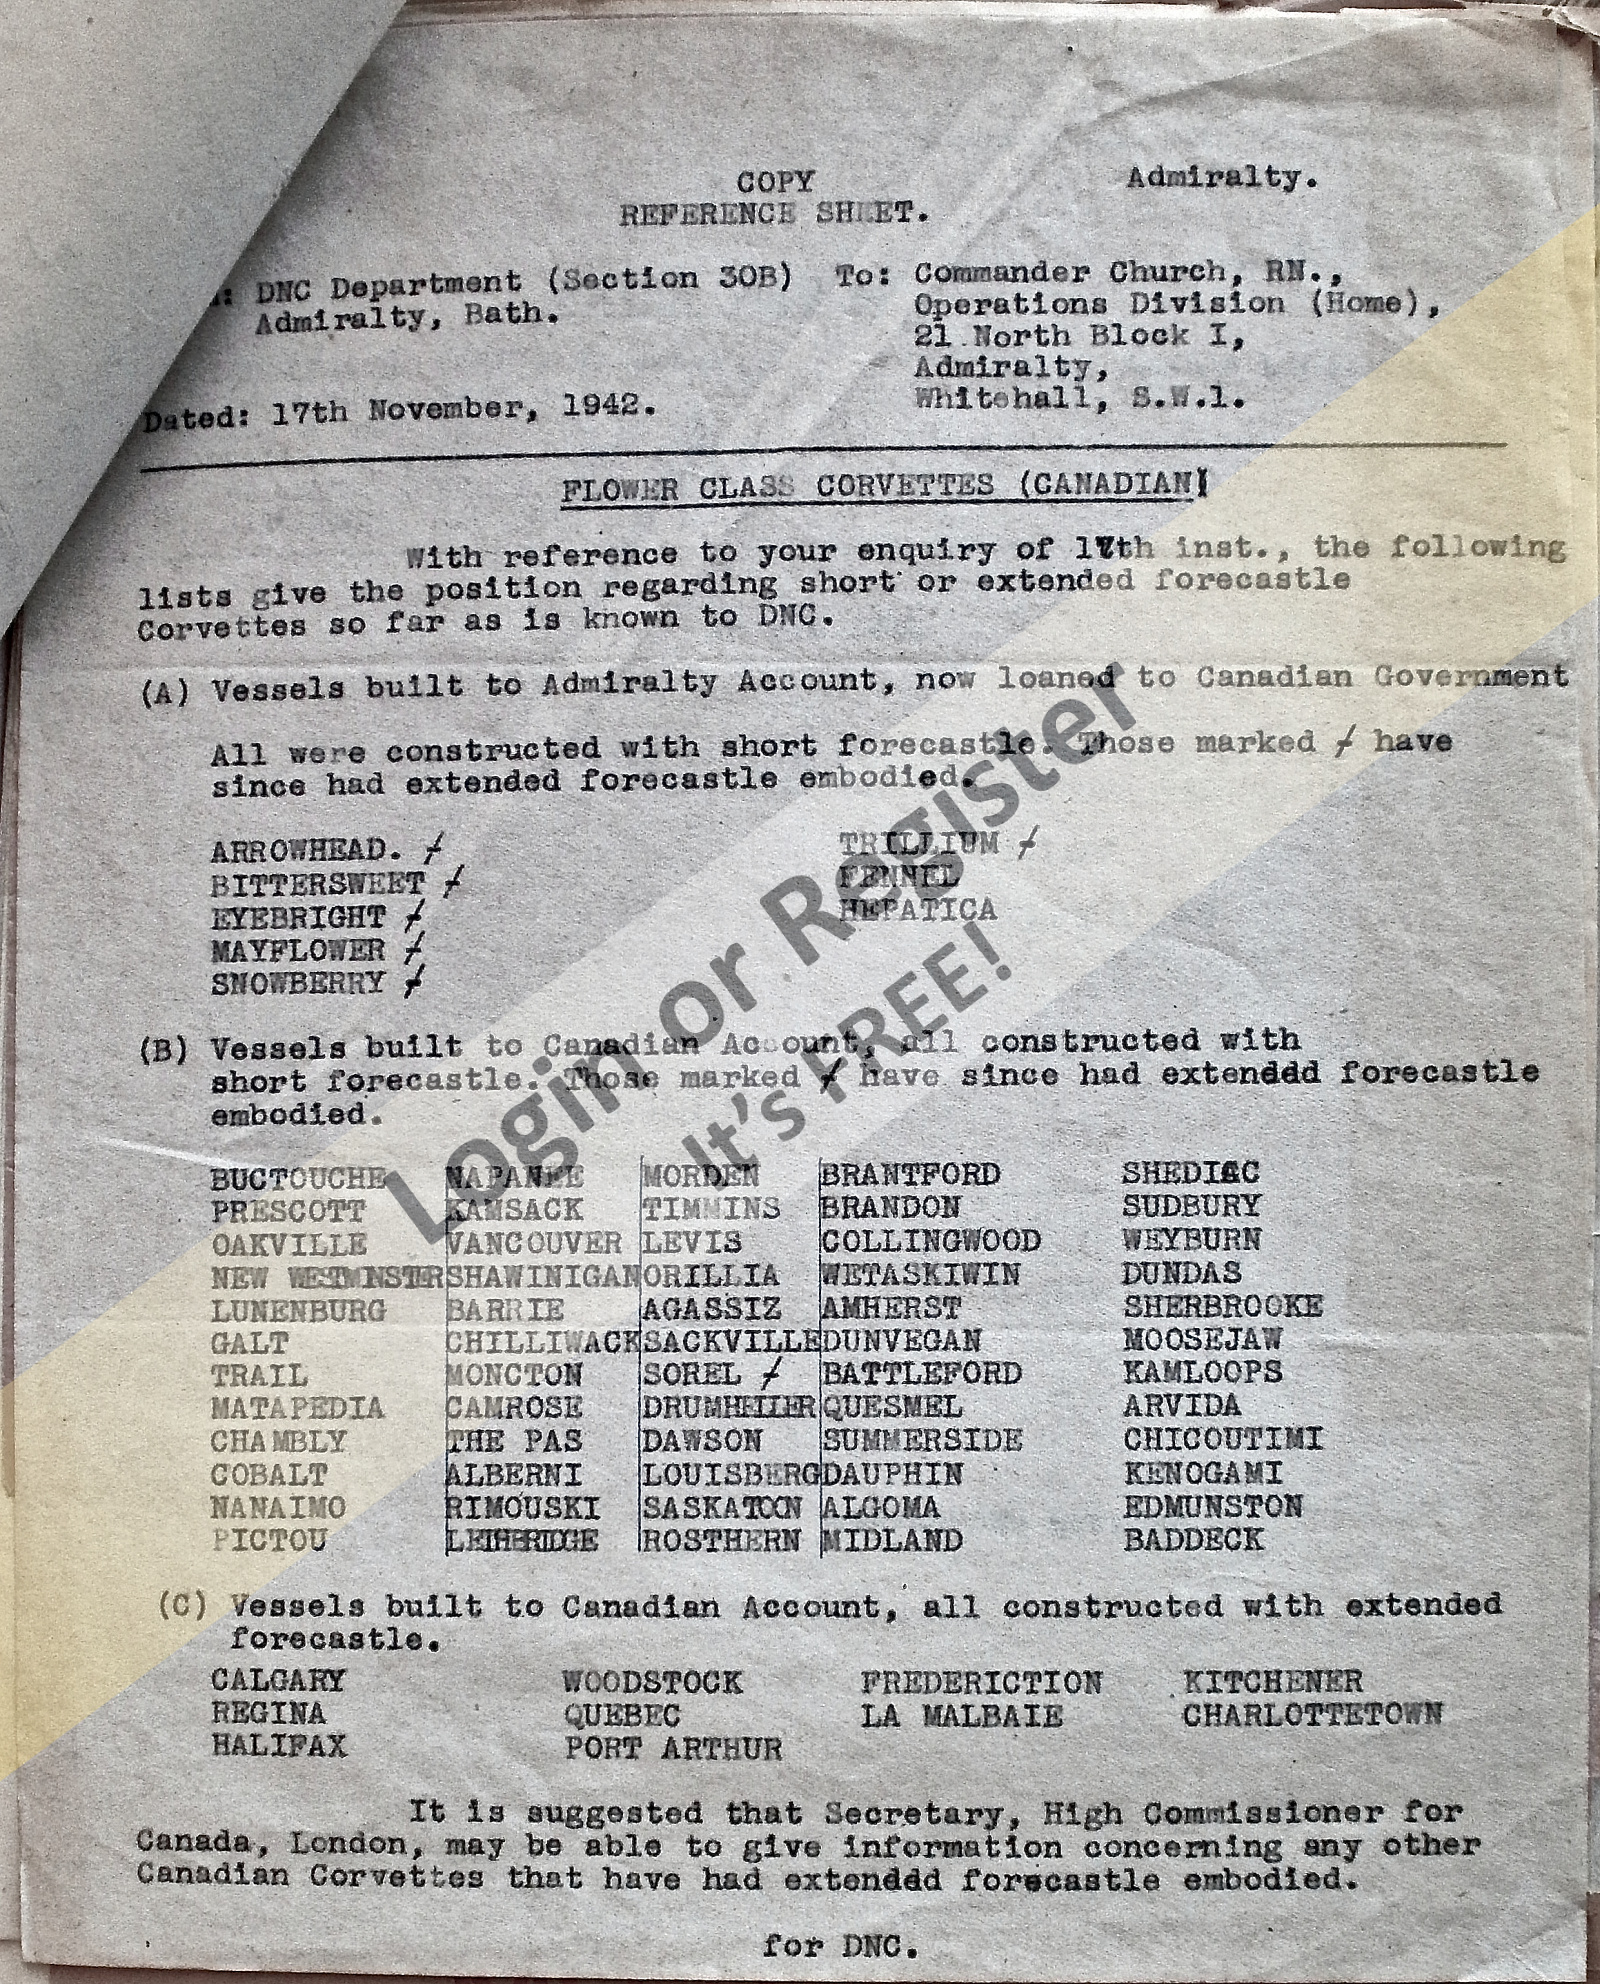 COPY Admiralty.
REFERENCE SHEET.
DNC Department (Section 30B) To: Commander Church, RN.,
Admiralty, Bath. Operations Division (Home),
21 North Block I,
Admiralty,
Whitehall, S.W.1.
Dated: 17th November, 1942.
FLOWER CLASS CORVETTES (CANADIAN)
With reference to your enquiry of inst., the following
lists give the position regarding short or extended forecastle
Corvettes so far as is known to DNC.
(A) Vessels built to Admiralty Account, now loaned to Canadian Government
All were constructed with short forecastle. Those marked ⌿ have
since had extended forecastle embodied.
ARROWHEAD. ⌿ TRILLIUM ⌿
BITTERSWEET ⌿ FENNEL
EYEBRIGHT ⌿ HEPATICA
MAYFLOWER ⌿
SNOWBERRY ⌿
(B) Vessels built to Canadian Account, all constructed with
short forecastle. Those marked ⌿ have since had extenddd forecastle
embodied.
BUCTOUCHE NAPANEE MORDEN BRANTFORD SHEDIAC
PRESCOTT KAMSACK TIMMINS BRANDON SUDBURY
OAKVILLE VANCOUVER LEVIS COLLINGWOOD WEYBURN
NEW WESTMINSTER SHAWINIGAN ORILLIA WETASKIWIN DUNDAS
LUNENBURG BARRIE AGASSIZ AMHERST SHERBROOKE
GALT CHILLIWACK SACKVILLE DUNVEGAN MOOSEJAW
TRAIL MONCTON SOREL ⌿ BATTLEFORD KAMLOOPS
MATAPEDIA CAMROSE DRUMHELLER QUESMEL ARVIDA
CHAMBLY THE PAS DAWSON SUMMERSIDE CHICOUTIMI
COBALT ALBERNI LOUISBERG DAUPHIN KENOGAMI
NANAIMO RIMOUSKI SASKATOON ALGOMA EDMUNSTON
PICTOU LETHBRIDGE ROSTHERN MIDLAND BADDECK
(C) Vessels built to Canadian Account, all constructed with extended
forecastle.
CALGARY WOODSTOCK FREDERICTION KITCHENER
REGINA QUEBEC LA MALBAIE CHARLOTTETOWN
HALIFAX PORT ARTHUR
It is suggested that Secretary, High Commissioner for
Canada, London, may be able to give information concerning any other
Canadian Corvettes that have had extenddd forecastle embodied.
for DNC.
Login or Register
It's FREE!